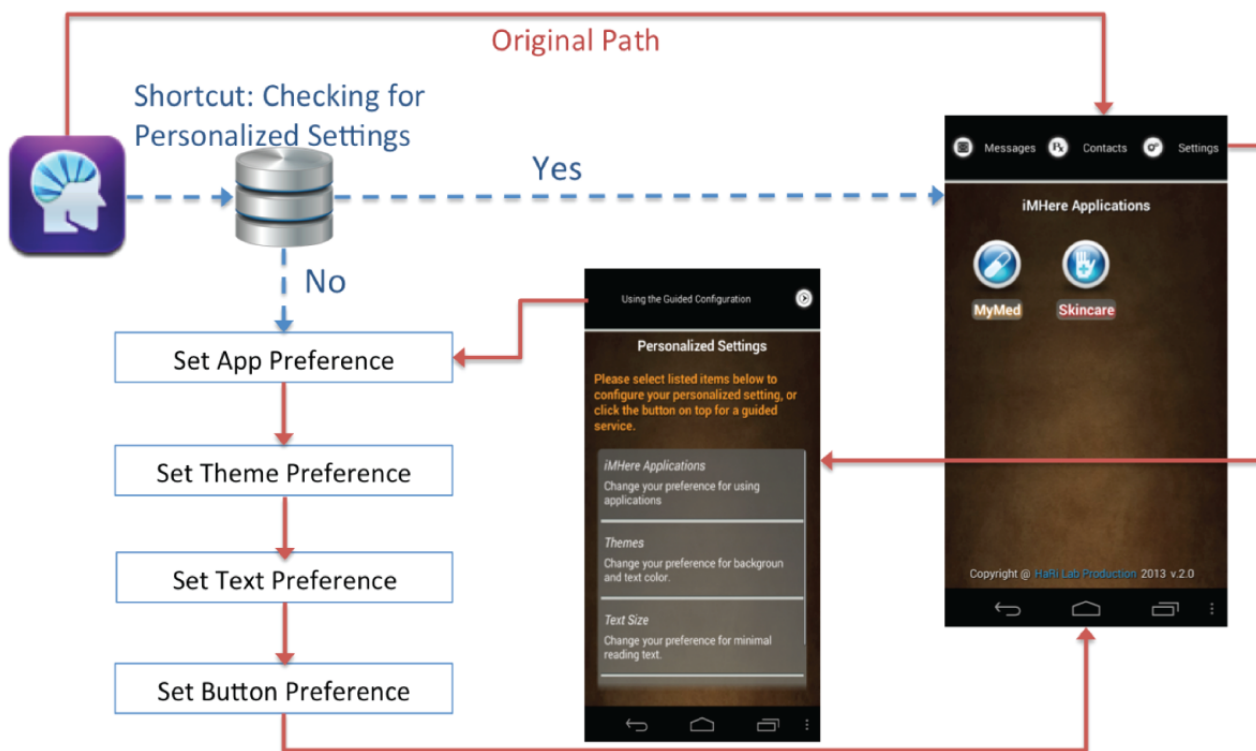 Original Path
Shortcut: Checking for
Personalized Settings
Yes
No
Set App Preference
Set Theme Preference
Set Text Preference
Set Button Preference
Using the Guided Configuration
Personalized Settings
Please select listed items below to
configure your personalized setting, or
click the button on top for a guided
service.
iMHere Applications
Change your preference for using
applications
Themes
Change your preference for backgroun
and text color.
Text Size
Change your preference for minimal
reading text.
Messages Rx Contacts Settings
iMHere Applications
MyMed Skincare
Copyright @ HaRi Lab Production 2013 v.2.0